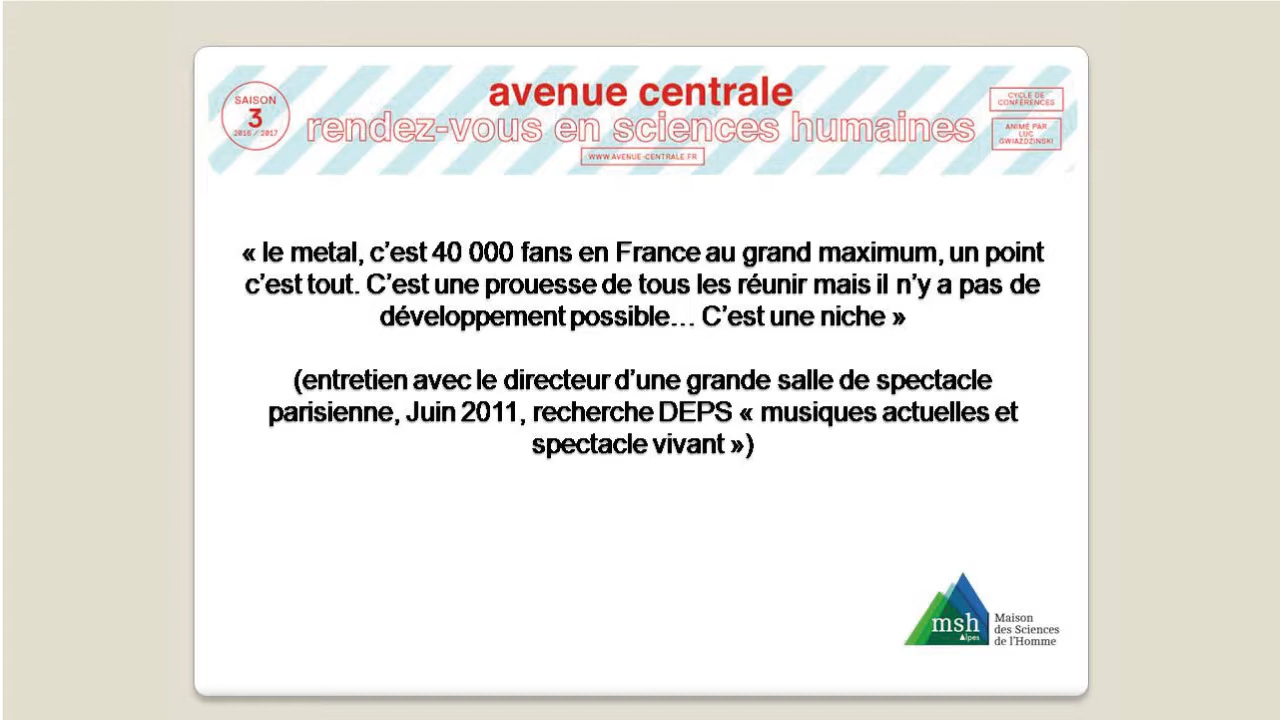 SAISON
3
2016 / 2017
avenue centrale
rendez-vous en sciences humaines
WWW.AVENUE-CENTRALE.FR
CYCLE DE
CONFÉRENCES
ANIMÉ PAR
LUC
GWIAZDZINSKI
« le metal, c’est 40 000 fans en France au grand maximum, un point
c’est tout. C’est une prouesse de tous les réunir mais il n’y a pas de
développement possible… C’est une niche »
(entretien avec le directeur d’une grande salle de spectacle
parisienne, Juin 2011, recherche DEPS « musiques actuelles et
spectacle vivant »)
msh
Alpes
Maison
des Sciences
de l’Homme